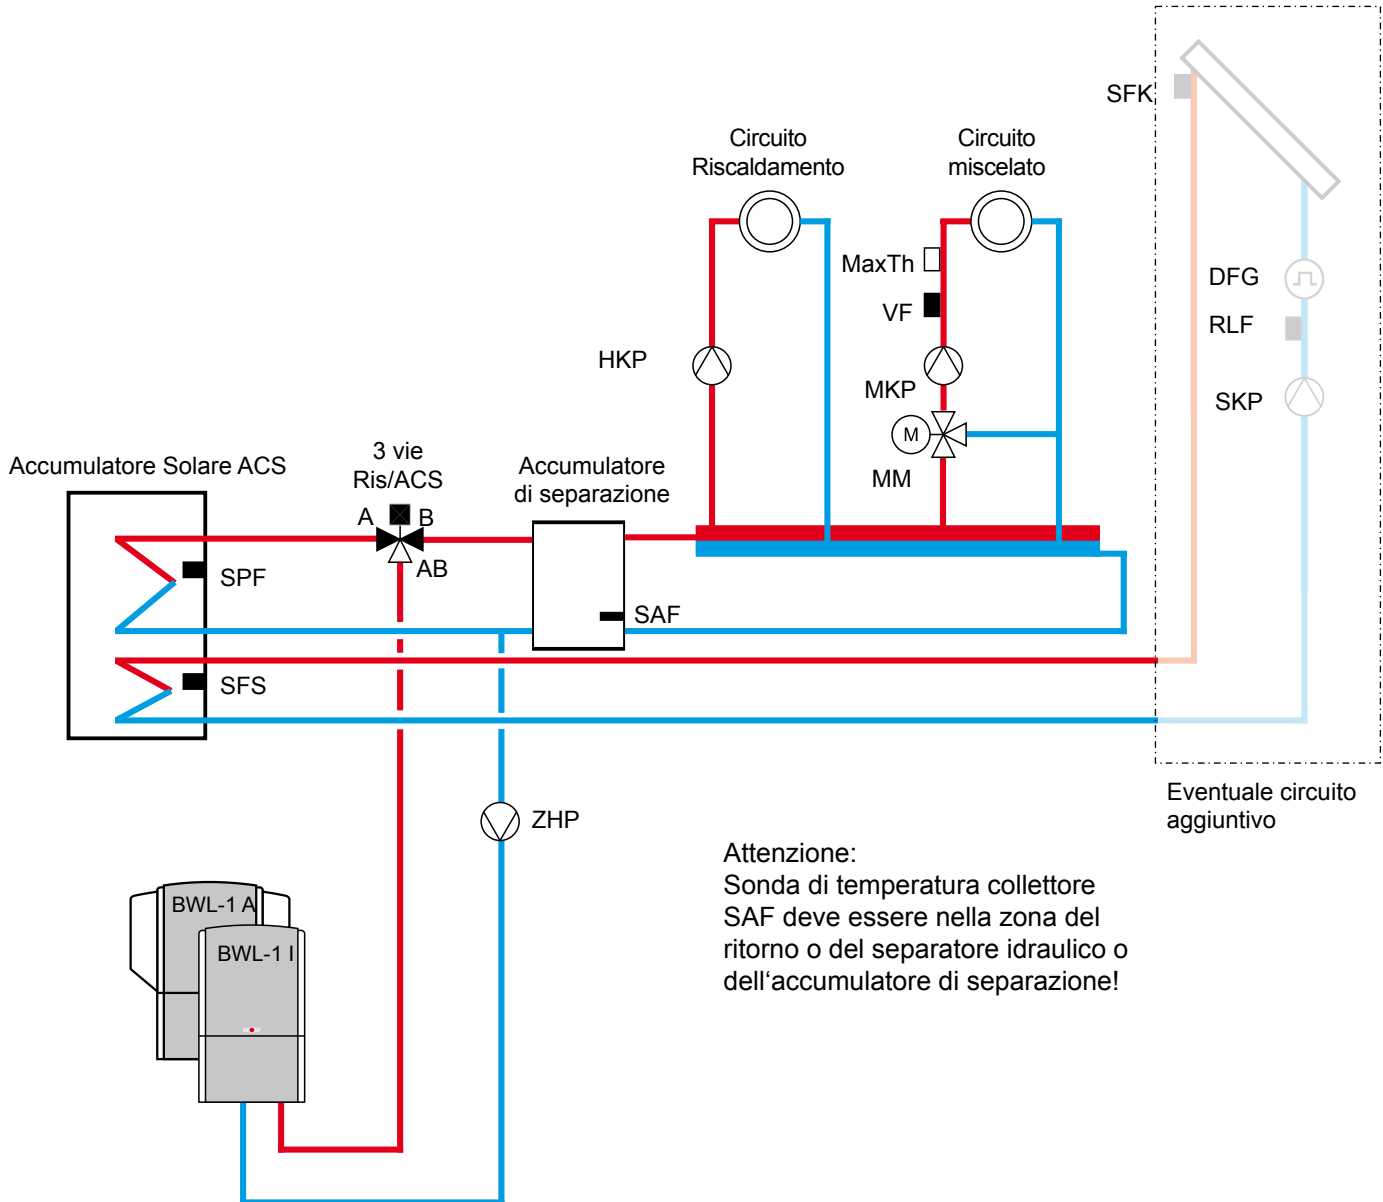 SFK
Circuito
Riscaldamento
Circuito
miscelato
MaxTh
VF
DFG
RLF
HKP
MKP
SKP
M
MM
3 vie
Ris/ACS
Accumulatore Solare ACS
Accumulatore
di separazione
A
B
AB
SPF
SAF
SFS
Eventuale circuito
aggiuntivo
ZHP
Attenzione:
Sonda di temperatura collettore
SAF deve essere nella zona del
ritorno o del separatore idraulico o
dell‘accumulatore di separazione!
BWL-1 A
BWL-1 I